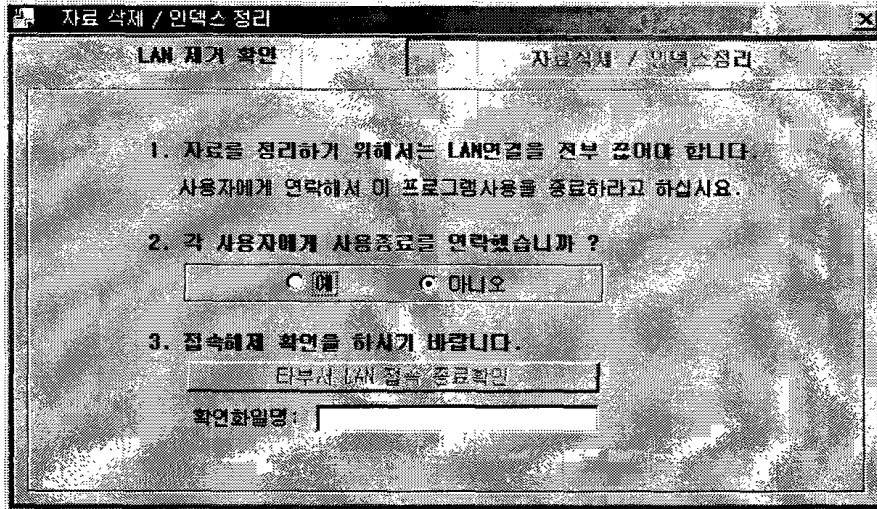 자료 삭제 / 인덱스 정리
LAN 제거 확인
자료삭제 / 인덱스정리
1. 자료를 정리하기 위해서는 LAN연결을 전부 끊어야 합니다.
사용자에게 연락해서 이 프로그램사용을 종료하라고 하십시요.
2. 각 사용자에게 사용종료를 연락했습니까 ?
예 아니오
3. 접속해제 확인을 하시기 바랍니다.
타부서 LAN 접속 종료확인
확인화일명: